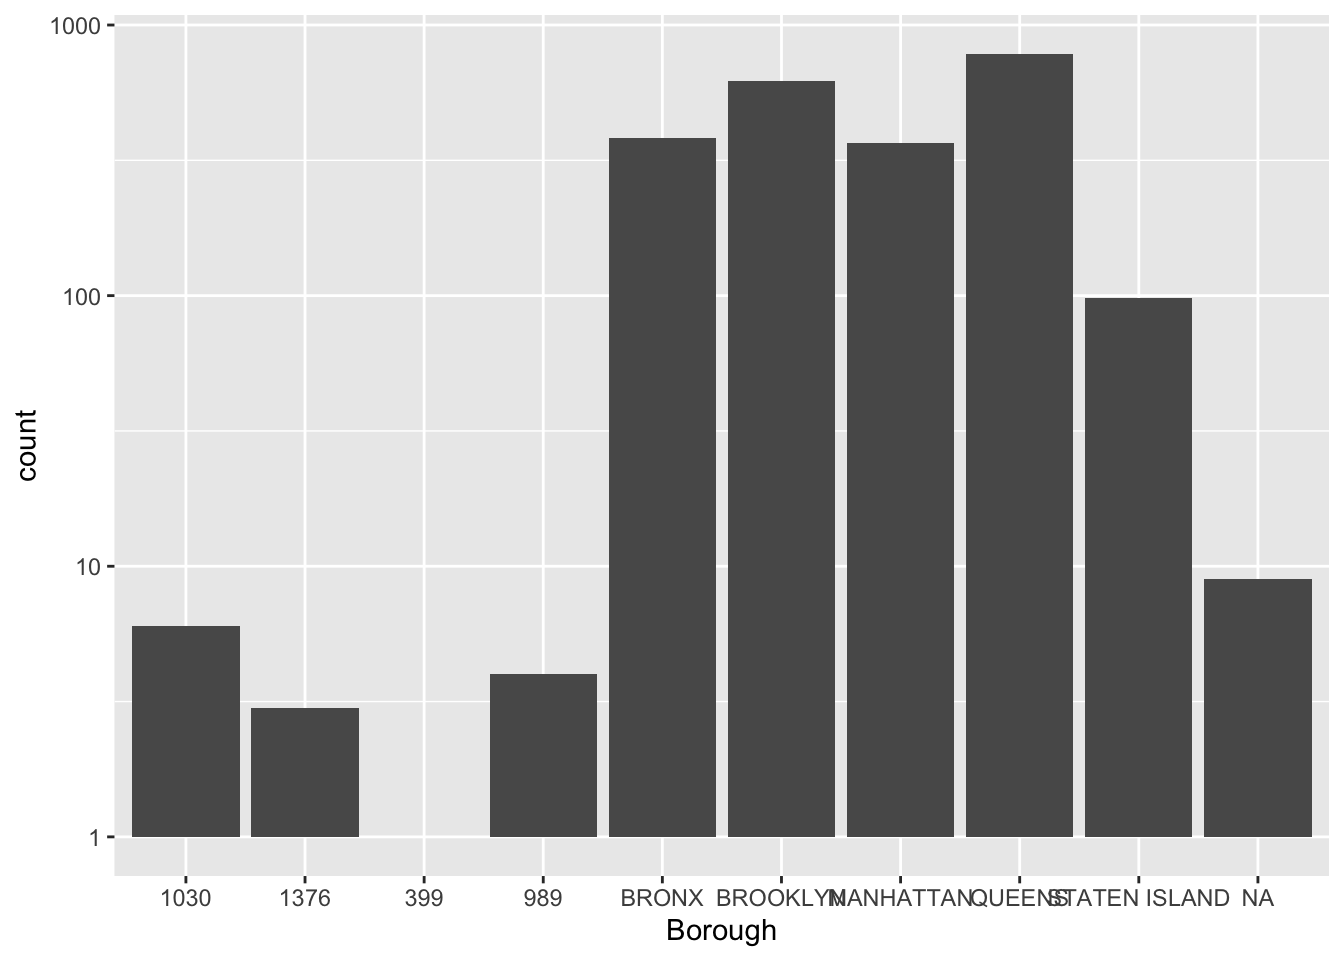 1000
100
10
1
count
1030 1376 399 989 BRONX BROOKLYN MANHATTAN QUEENS STATEN ISLAND NA
Borough